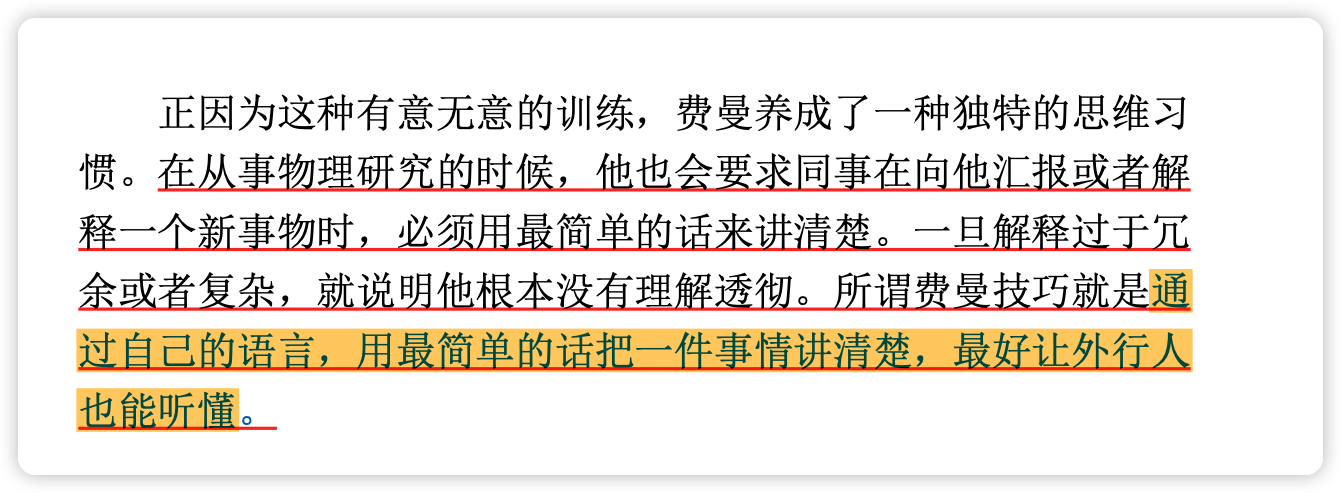 正因为这种有意无意的训练，费曼养成了一种独特的思维习
惯。在从事物理研究的时候，他也会要求同事在向他汇报或者解
释一个新事物时，必须用最简单的话来讲清楚。一旦解释过于冗
余或者复杂，就说明他根本没有理解透彻。所谓费曼技巧就是通
过自己的语言，用最简单的话把一件事情讲清楚，最好让外行人
也能听懂。